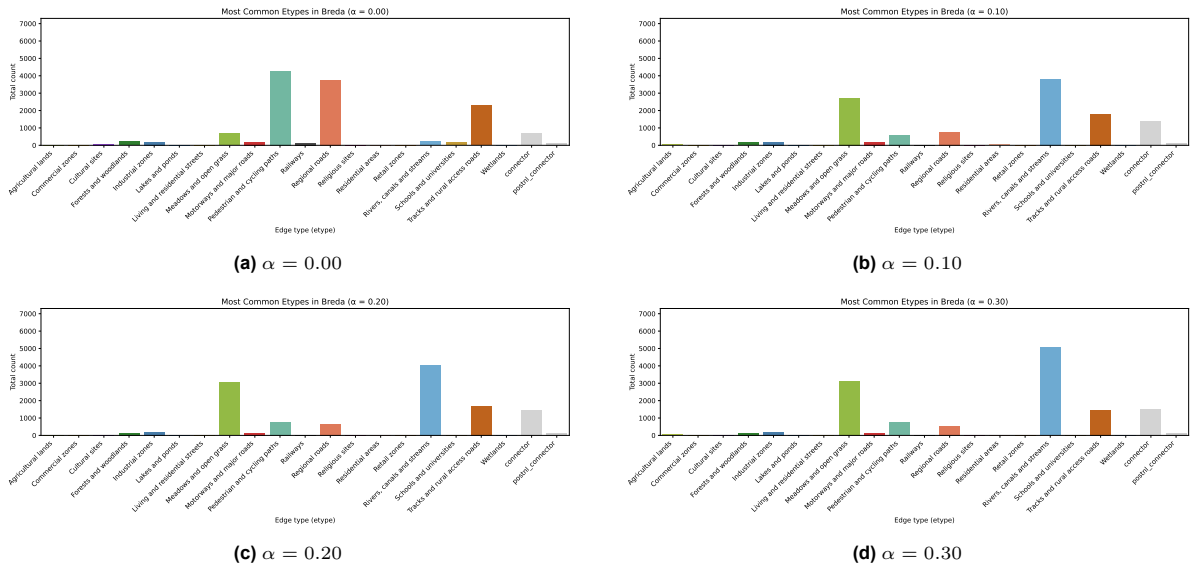 Most Common Etypes in Breda (α = 0.00)
Total count
7000
6000
5000
4000
3000
2000
1000
0
Agricultural lands
Commercial zones
Cultural sites
Forests and woodlands
Industrial zones
Lakes and ponds
Living and residential streets
Meadows and open grass
Motorways and major roads
Pedestrian and cycling paths
Railways
Regional roads
Religious sites
Residential areas
Retail zones
Rivers, canals and streams
Schools and universities
Tracks and rural access roads
Wetlands
connector
postnl_connector
Edge type (etype)
(a) α = 0.00
Most Common Etypes in Breda (α = 0.10)
Total count
7000
6000
5000
4000
3000
2000
1000
0
Agricultural lands
Commercial zones
Cultural sites
Forests and woodlands
Industrial zones
Lakes and ponds
Living and residential streets
Meadows and open grass
Motorways and major roads
Pedestrian and cycling paths
Railways
Regional roads
Religious sites
Residential areas
Retail zones
Rivers, canals and streams
Schools and universities
Tracks and rural access roads
Wetlands
connector
postnl_connector
Edge type (etype)
(b) α = 0.10
Most Common Etypes in Breda (α = 0.20)
Total count
7000
6000
5000
4000
3000
2000
1000
0
Agricultural lands
Commercial zones
Cultural sites
Forests and woodlands
Industrial zones
Lakes and ponds
Living and residential streets
Meadows and open grass
Motorways and major roads
Pedestrian and cycling paths
Railways
Regional roads
Religious sites
Residential areas
Retail zones
Rivers, canals and streams
Schools and universities
Tracks and rural access roads
Wetlands
connector
postnl_connector
Edge type (etype)
(c) α = 0.20
Most Common Etypes in Breda (α = 0.30)
Total count
7000
6000
5000
4000
3000
2000
1000
0
Agricultural lands
Commercial zones
Cultural sites
Forests and woodlands
Industrial zones
Lakes and ponds
Living and residential streets
Meadows and open grass
Motorways and major roads
Pedestrian and cycling paths
Railways
Regional roads
Religious sites
Residential areas
Retail zones
Rivers, canals and streams
Schools and universities
Tracks and rural access roads
Wetlands
connector
postnl_connector
Edge type (etype)
(d) α = 0.30